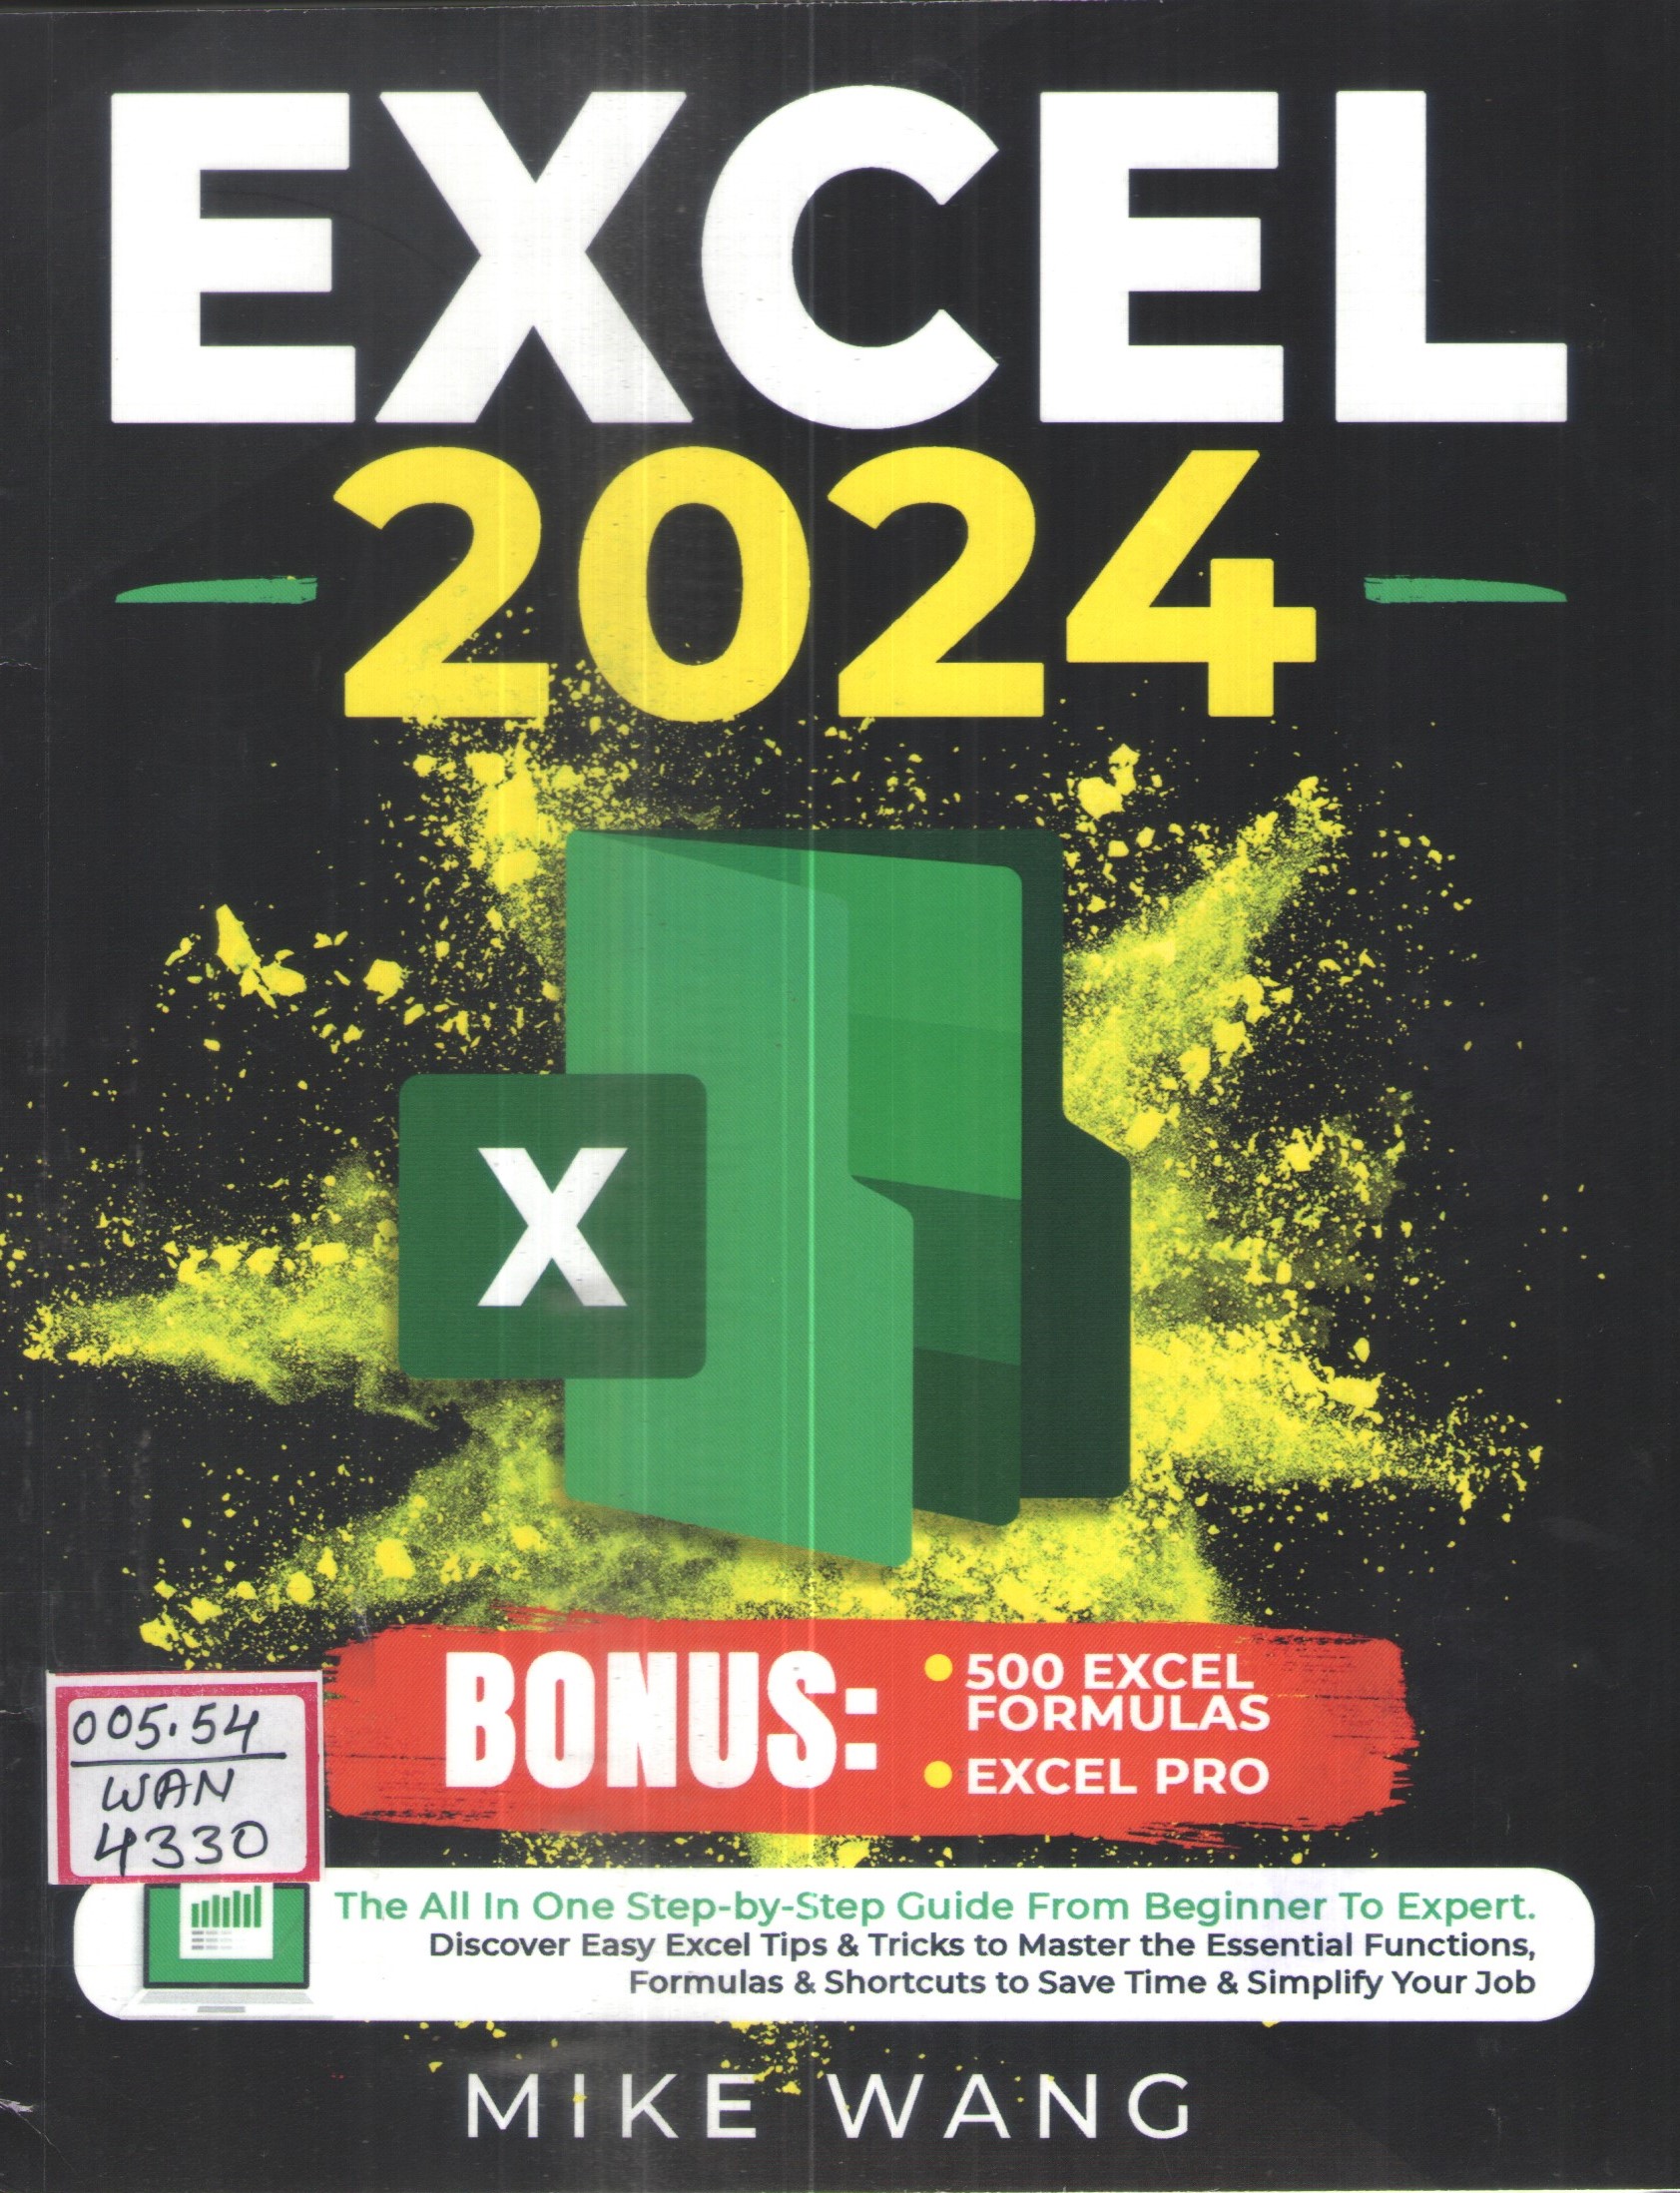 EXCEL
2024
X
BONUS:
500 EXCEL
FORMULAS
EXCEL PRO
005.54
WAN
4330
The All In One Step-by-Step Guide From Beginner To Expert.
Discover Easy Excel Tips & Tricks to Master the Essential Functions,
Formulas & Shortcuts to Save Time & Simplify Your Job
MIKE WANG